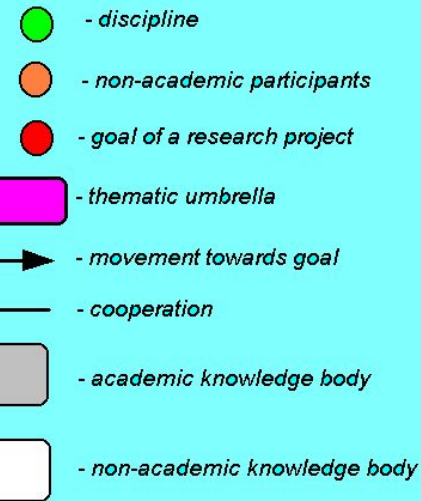 - discipline
- non-academic participants
- goal of a research project
- thematic umbrella
- movement towards goal
- cooperation
- academic knowledge body
- non-academic knowledge body